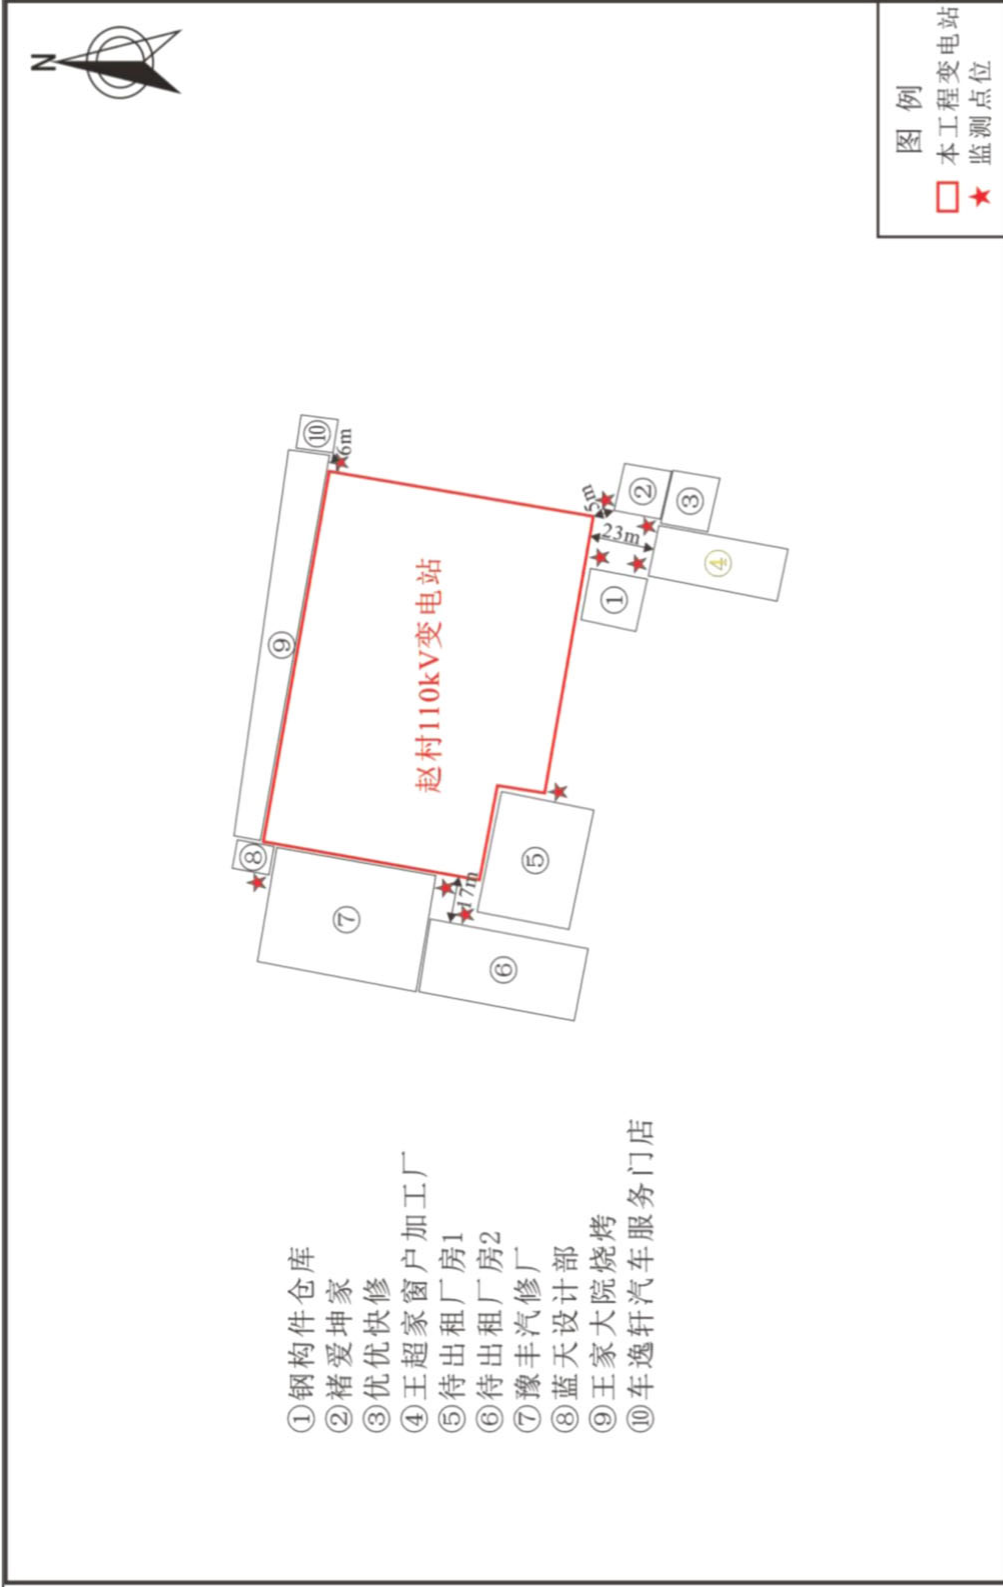 N
⑩
6m
⑨
⑧
⑦
赵村110kV变电站
5m
②
③
23m
①
④
17m
⑤
⑥
①钢构件仓库
②褚爱坤家
③优优快修
④王超家窗户加工厂
⑤待出租厂房1
⑥待出租厂房2
⑦豫丰汽修厂
⑧蓝天设计部
⑨王家大院烧烤
⑩车逸轩汽车服务门店
图例
本工程变电站
监测点位